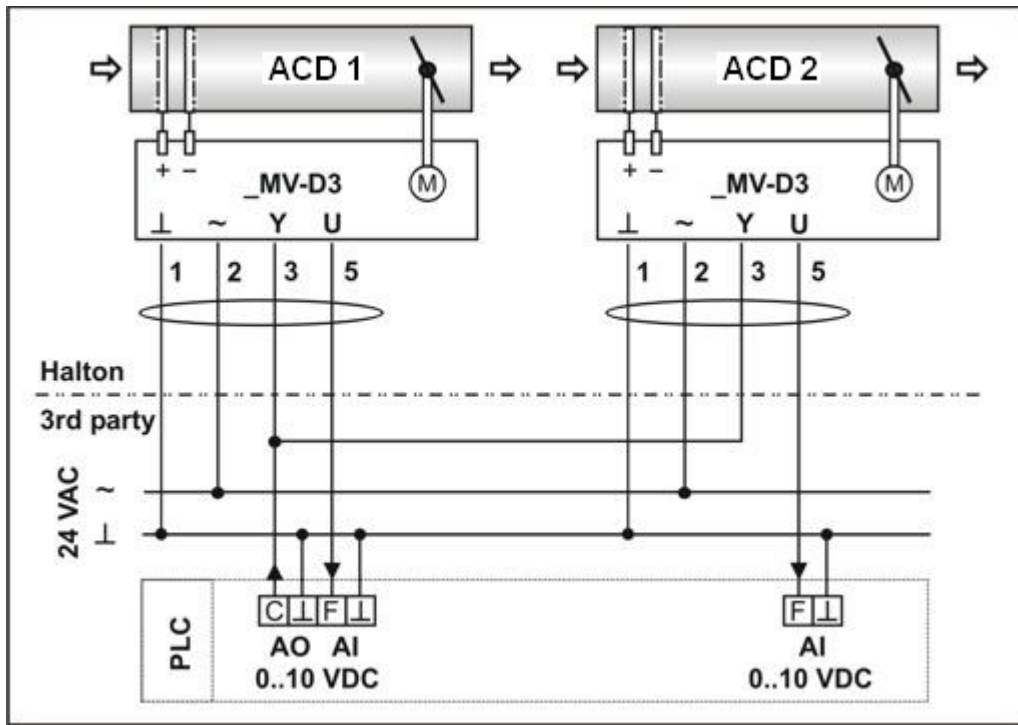 ACD 1 ACD 2
+ − + −
_MV-D3 M _MV-D3 M
⊥ ~ Y U ⊥ ~ Y U
1 2 3 5 1 2 3 5
Halton
3rd party
24 VAC ~
⊥
PLC
C ⊥ F ⊥ F ⊥
AO AI AI
0..10 VDC 0..10 VDC